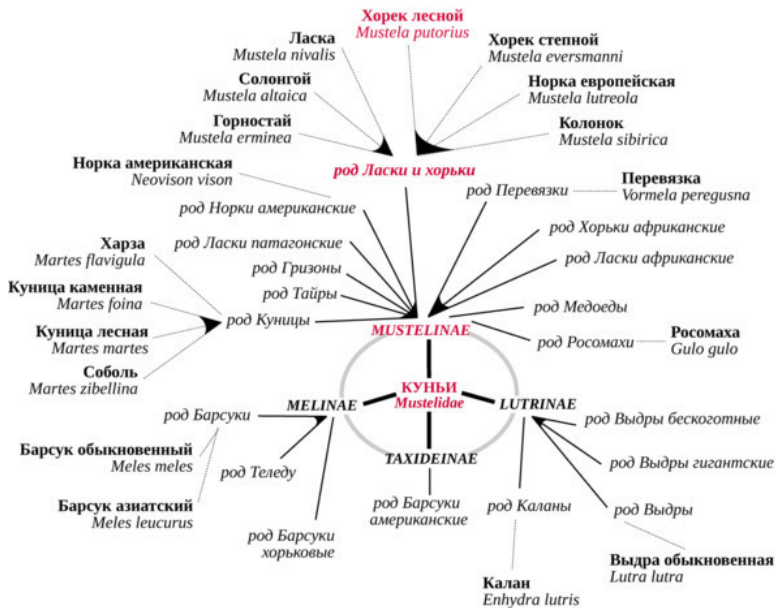 Хорек лесной
Mustela putorius
Ласка
Mustela nivalis
Хорек степной
Mustela eversmanni
Солонгой
Mustela altaica
Норка европейская
Mustela lutreola
Горностай
Mustela erminea
Колонок
Mustela sibirica
Норка американская
Neovison vison
род Ласки и хорьки
род Перевязки
Перевязка
Vormela peregusna
род Норки американские
род Хорьки африканские
Харза
Martes flavigula
род Ласки патагонские
род Ласки африканские
род Гризоны
Куница каменная
Martes foina
род Тайры
род Медоеды
род Куницы
MUSTELINAE
Куница лесная
Martes martes
род Росомахи
Росомаха
Gulo gulo
Соболь
Martes zibellina
КУНЬИ
Mustelidae
MELINAE
LUTRINAE
род Барсуки
род Выдры бескоготные
Барсук обыкновенный
Meles meles
TAXIDEINAE
род Теледу
род Выдры гигантские
Барсук азиатский
Meles leucurus
род Барсуки
американские
род Каланы
род Выдры
род Барсуки
хорьковые
Выдра обыкновенная
Lutra lutra
Калан
Enhydra lutris